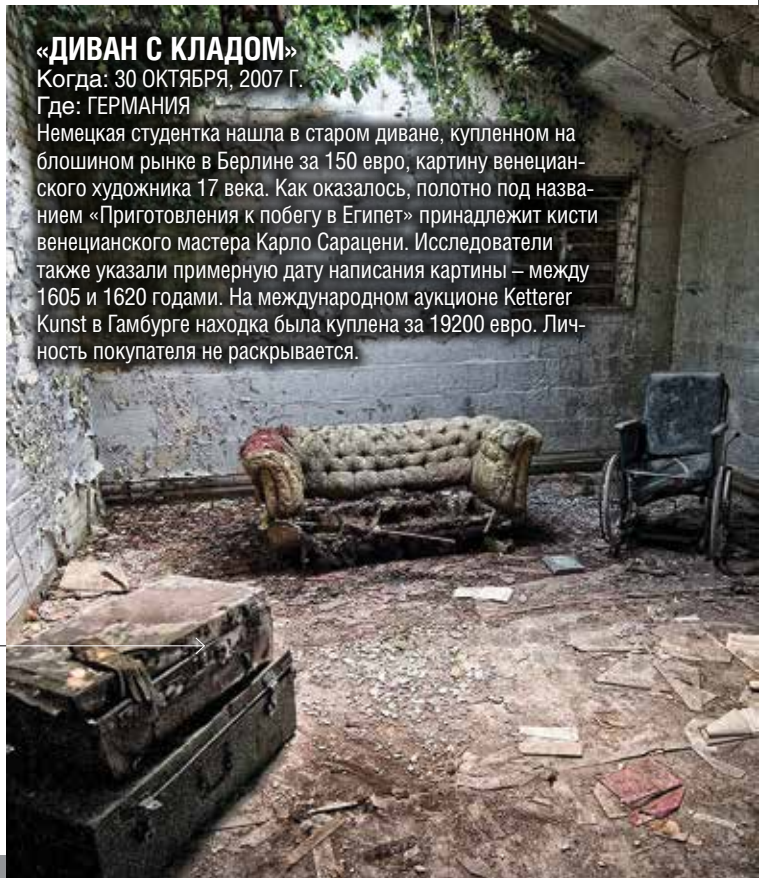 «ДИВАН С КЛАДОМ»
Когда: 30 ОКТЯБРЯ, 2007 Г.
Где: ГЕРМАНИЯ
Немецкая студентка нашла в старом диване, купленном на
блошином рынке в Берлине за 150 евро, картину венециан-
ского художника 17 века. Как оказалось, полотно под назва-
нием «Приготовления к побегу в Египет» принадлежит кисти
венецианского мастера Карло Сарацени. Исследователи
также указали примерную дату написания картины – между
1605 и 1620 годами. На международном аукционе Ketterer
Kunst в Гамбурге находка была куплена за 19200 евро. Лич-
ность покупателя не раскрывается.